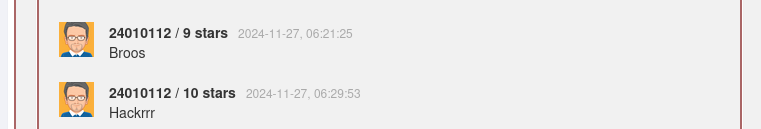 24010112 / 9 stars 2024-11-27, 06:21:25
Broos
24010112 / 10 stars 2024-11-27, 06:29:53
Hackrrr